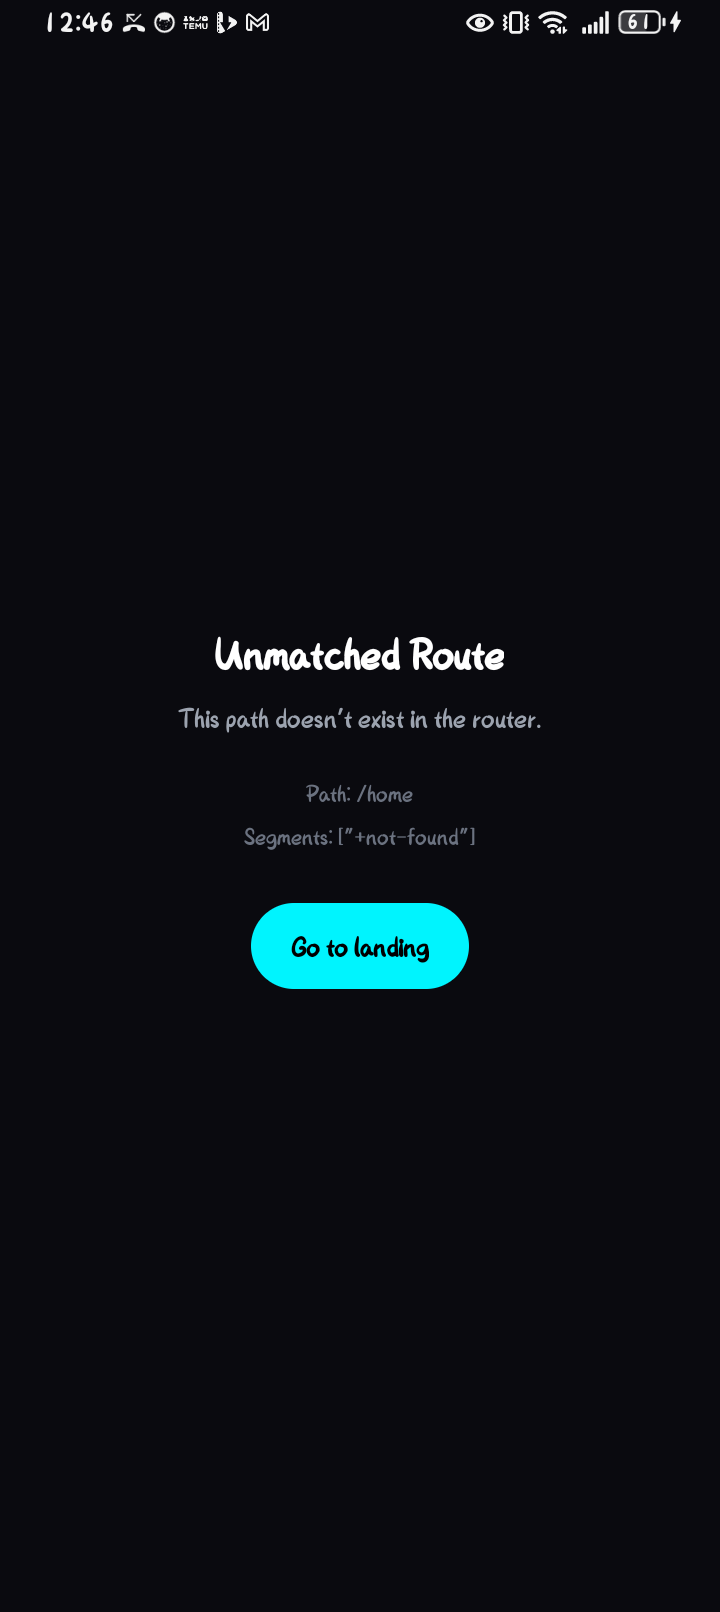 12:46 TEMU 61
Unmatched Route
This path doesn't exist in the router.
Path: /home
Segments: ["+not-found"]
Go to landing